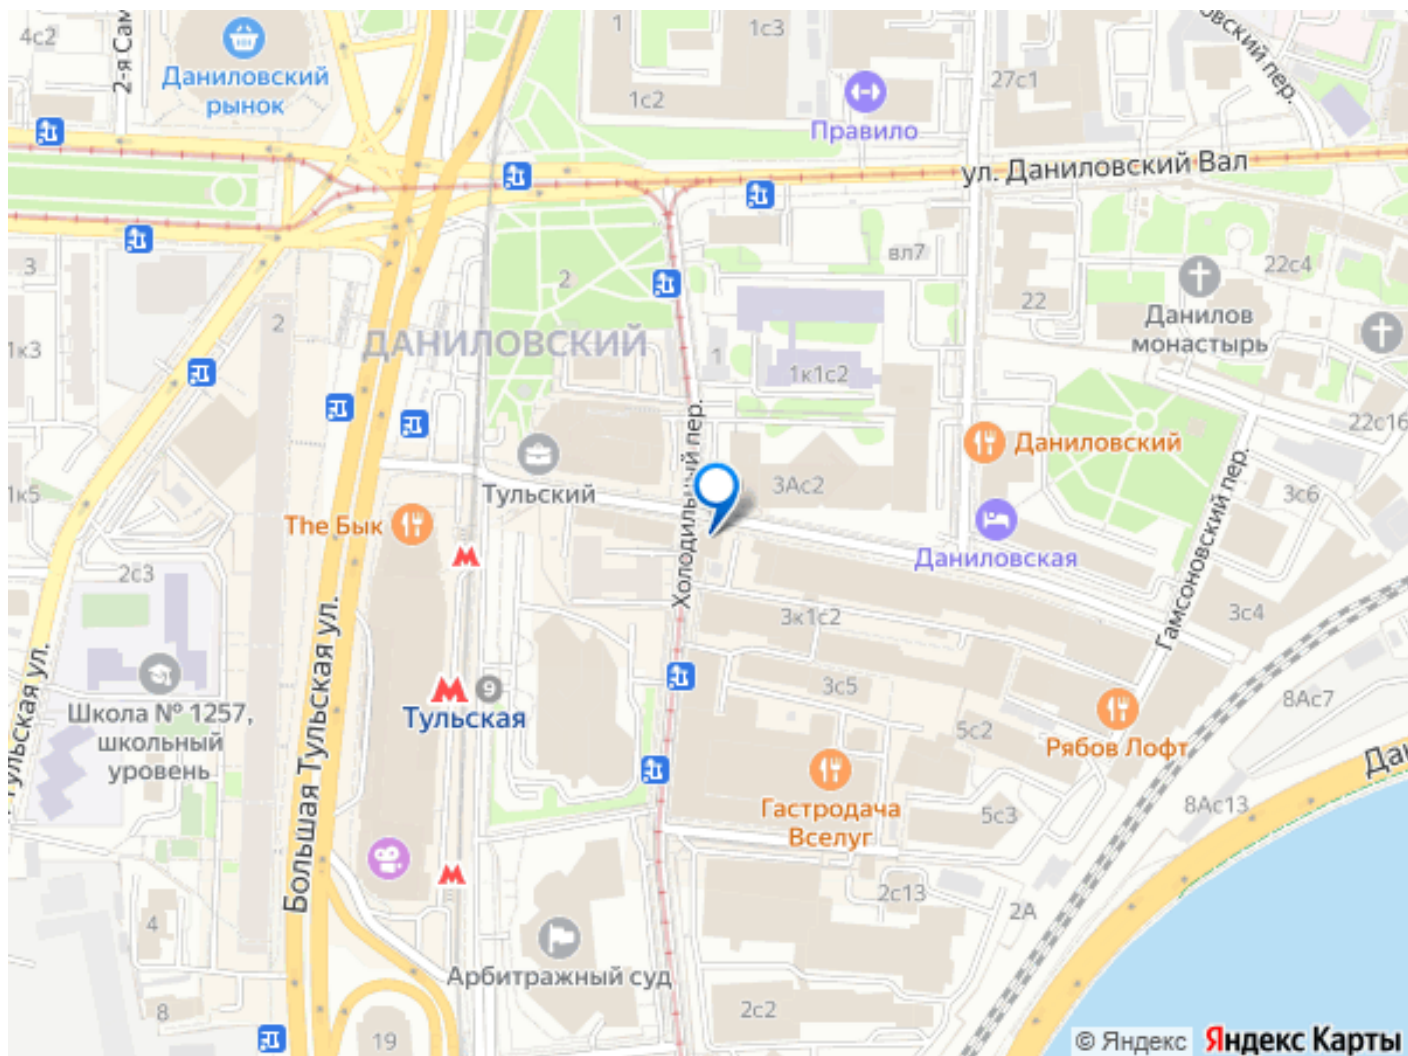 4с2
2-я Сам
Даниловский
рынок
1
1с3
1с2
Правило
27с1
овский пер.
ул. Даниловский Вал
3
2
2
вл7
22
22с4
Данилов
монастырь
1к3
ДАНИЛОВСКИЙ
1
1к1с2
Холодильный пер.
Даниловский
22с16
Тульский
3Ас2
1к5
The Бык
3с6
Даниловская
Гамсоновский пер.
2с3
3к1с2
3с4
Тульская ул.
Большая Тульская ул.
Школа № 1257,
школьный
уровень
9
Тульская
3с5
5с2
8Ас7
Рябов Лофт
Дан
Гастродача
Вселуг
5с3
8Ас13
2с13
2А
4
Арбитражный суд
8
19
2с2
© Яндекс Яндекс Карты